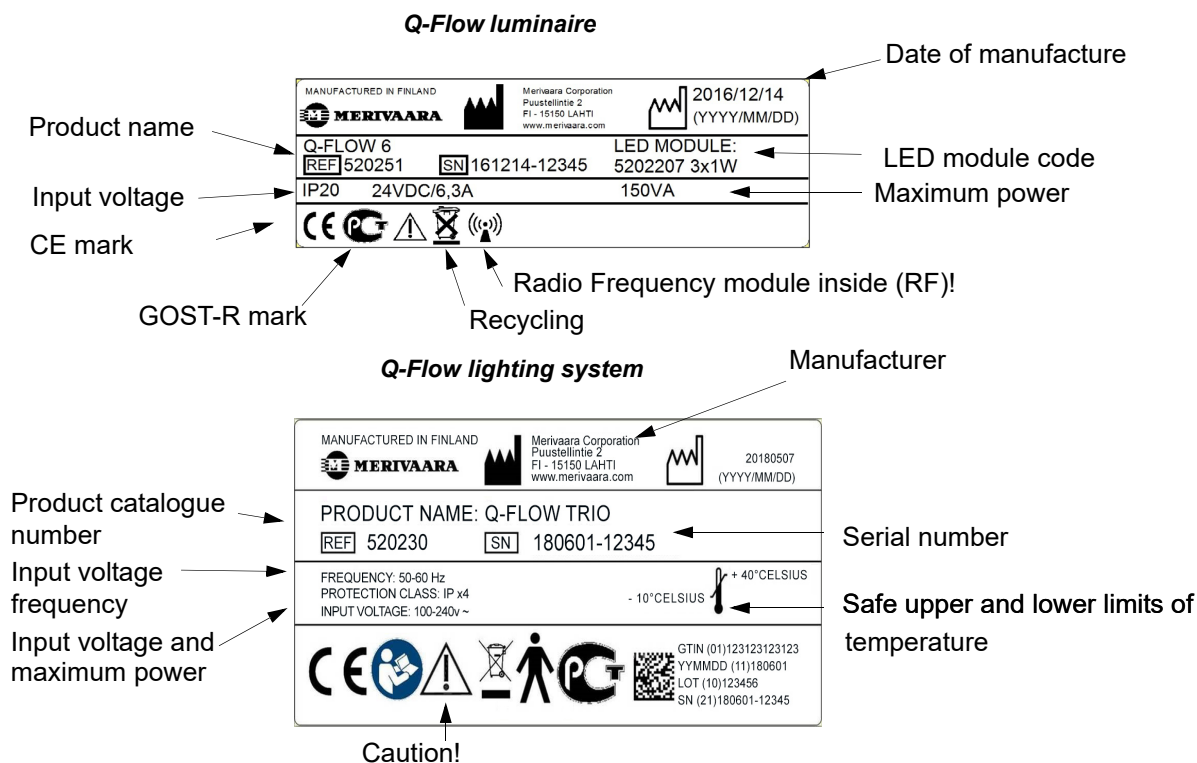 Q-Flow luminaire
Date of manufacture
MANUFACTURED IN FINLAND
MERIVAARA
Merivaara Corporation
Puustellintie 2
FI - 15150 LAHTI
www.merivaara.com
2016/12/14
(YYYY/MM/DD)
Product name
Q-FLOW 6
REF 520251 SN 161214-12345
LED MODULE:
5202207 3x1W
LED module code
Input voltage
IP20 24VDC/6,3A 150VA
Maximum power
CE mark
CE
GOST-R mark
Recycling
Radio Frequency module inside (RF)!
Q-Flow lighting system
Manufacturer
MANUFACTURED IN FINLAND
MERIVAARA
Merivaara Corporation
Puustellintie 2
FI - 15150 LAHTI
www.merivaara.com
20180507
(YYYY/MM/DD)
Product catalogue
number
PRODUCT NAME: Q-FLOW TRIO
REF 520230 SN 180601-12345
Serial number
Input voltage
frequency
FREQUENCY: 50-60 Hz
PROTECTION CLASS: IP x4
INPUT VOLTAGE: 100-240v ~
- 10°CELSIUS
+ 40°CELSIUS
Safe upper and lower limits of
temperature
Input voltage and
maximum power
CE
GTIN (01)123123123123
YYMMDD (11)180601
LOT (10)123456
SN (21)180601-12345
Caution!